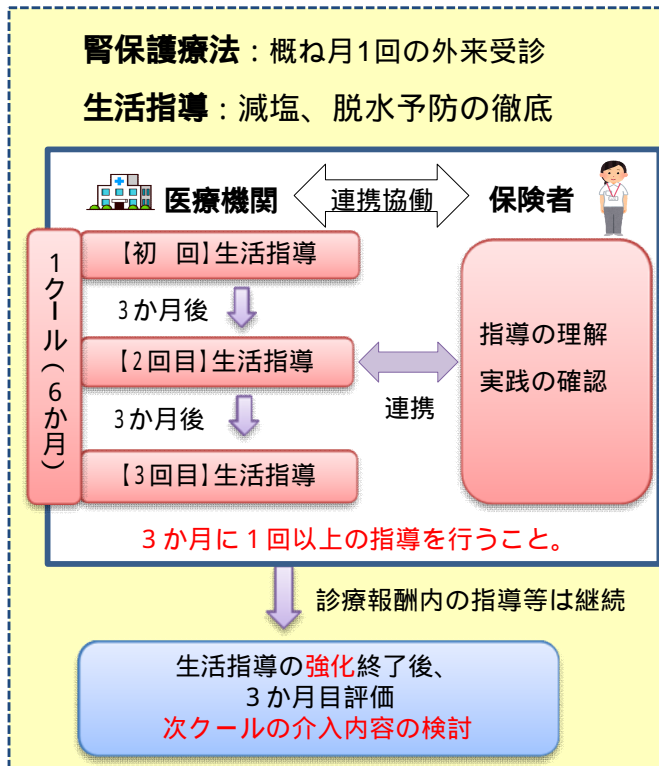 腎保護療法：概ね月1回の外来受診
生活指導：減塩、脱水予防の徹底
医療機関
連携協働
保険者
1クール(6か月)
【初　回】生活指導
3か月後
【2回目】生活指導
3か月後
【3回目】生活指導
連携
指導の理解
実践の確認
３か月に１回以上の指導を行うこと。
診療報酬内の指導等は継続
生活指導の強化終了後、
３か月目評価
次クールの介入内容の検討